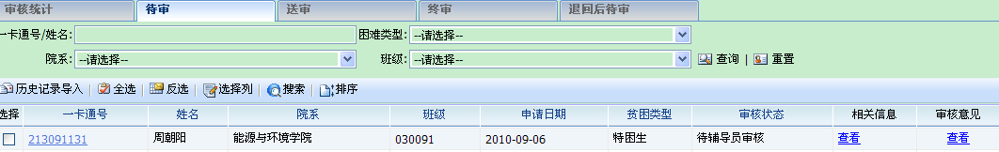 审核统计 待审 送审 终审 退回后待审
一卡通号/姓名: 困难类型: --请选择--
院系: --请选择-- 班级: --请选择-- 查询 | 重置
历史记录导入 | 全选 | 反选 | 选择列 | 搜索 | 排序
选择 一卡通号 姓名 院系 班级 申请日期 贫困类型 审核状态 相关信息 审核意见
213091131 周朝阳 能源与环境学院 030091 2010-09-06 特困生 待辅导员审核 查看 查看